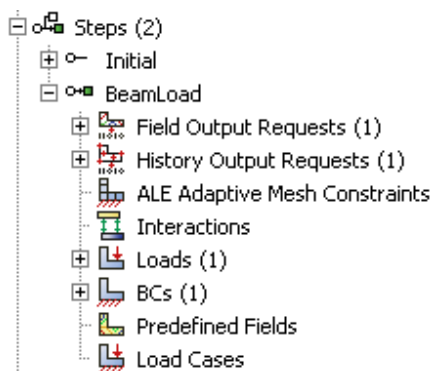 Steps (2)
Initial
BeamLoad
Field Output Requests (1)
History Output Requests (1)
ALE Adaptive Mesh Constraints
Interactions
Loads (1)
BCs (1)
Predefined Fields
Load Cases